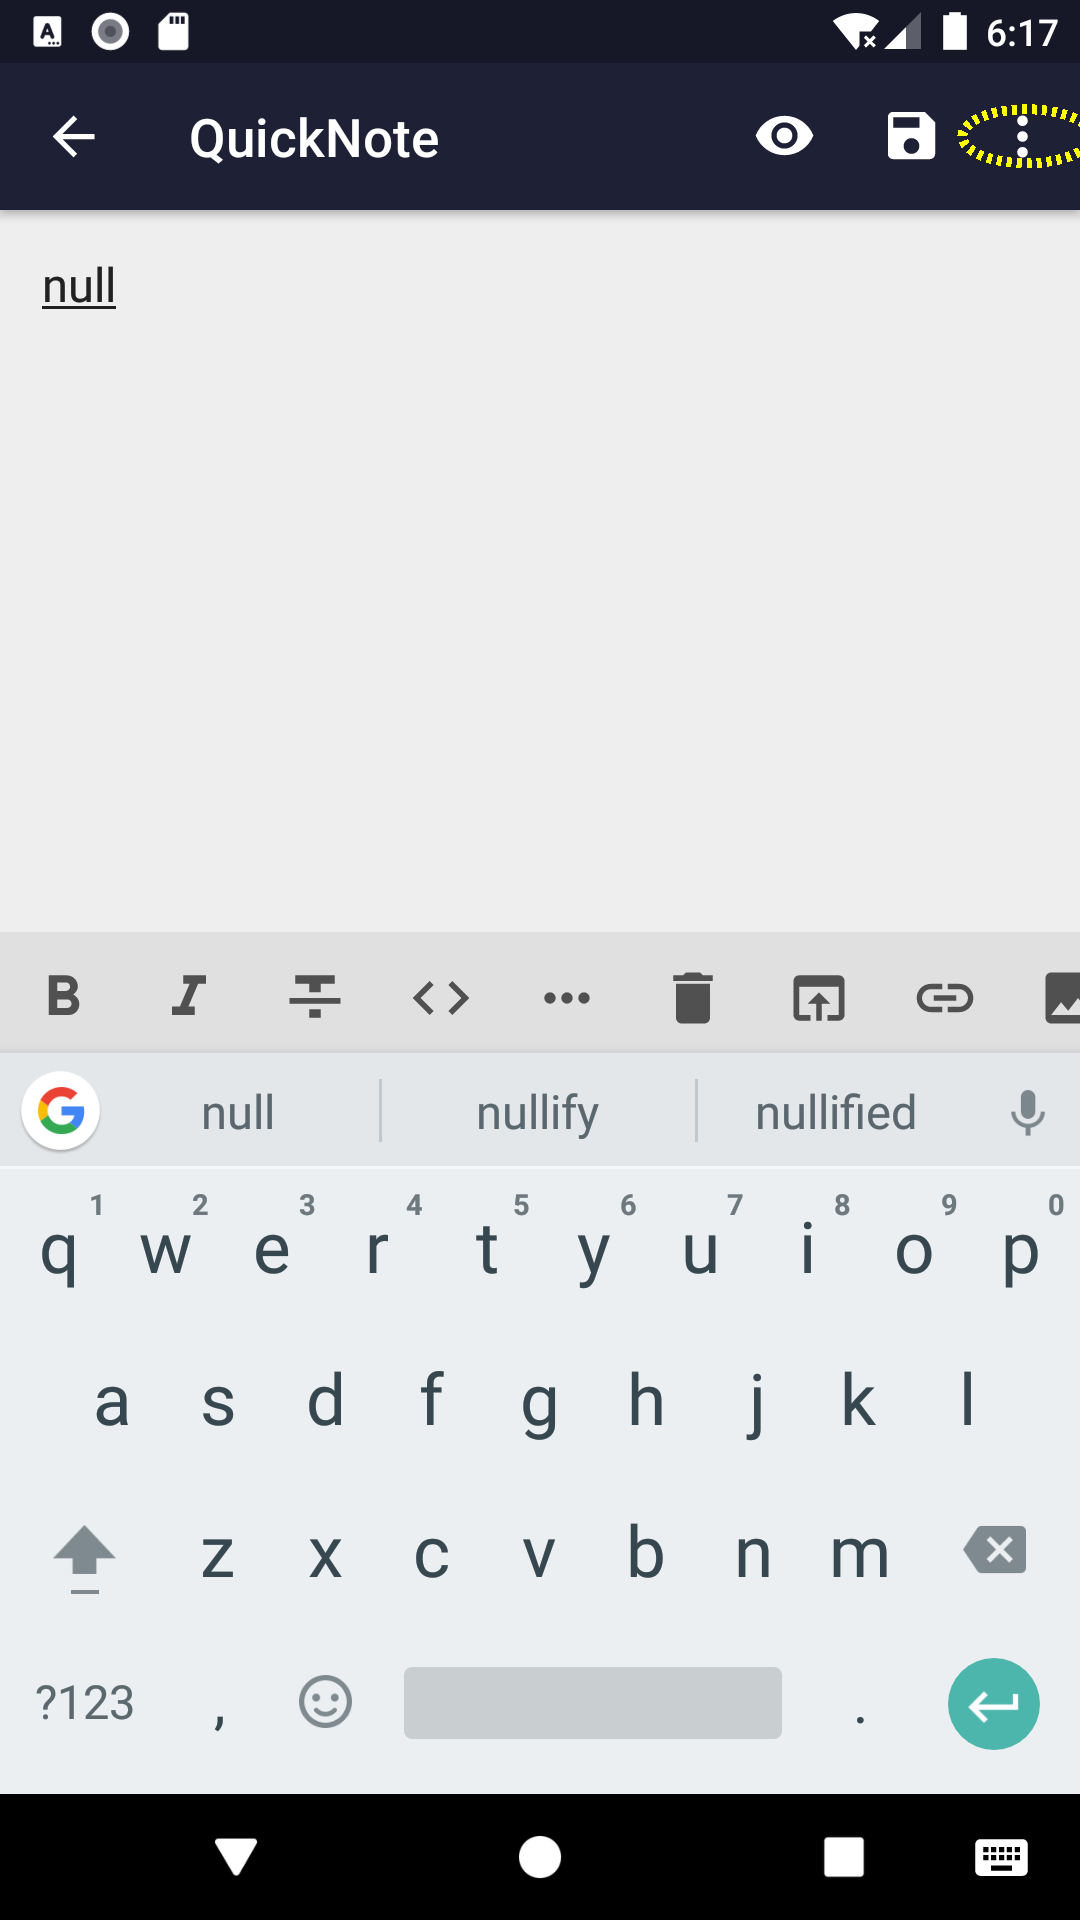 6:17
QuickNote
null
B I
null nullify nullified
1 2 3 4 5 6 7 8 9 0
q w e r t y u i o p
a s d f g h j k l
z x c v b n m
?123 , .